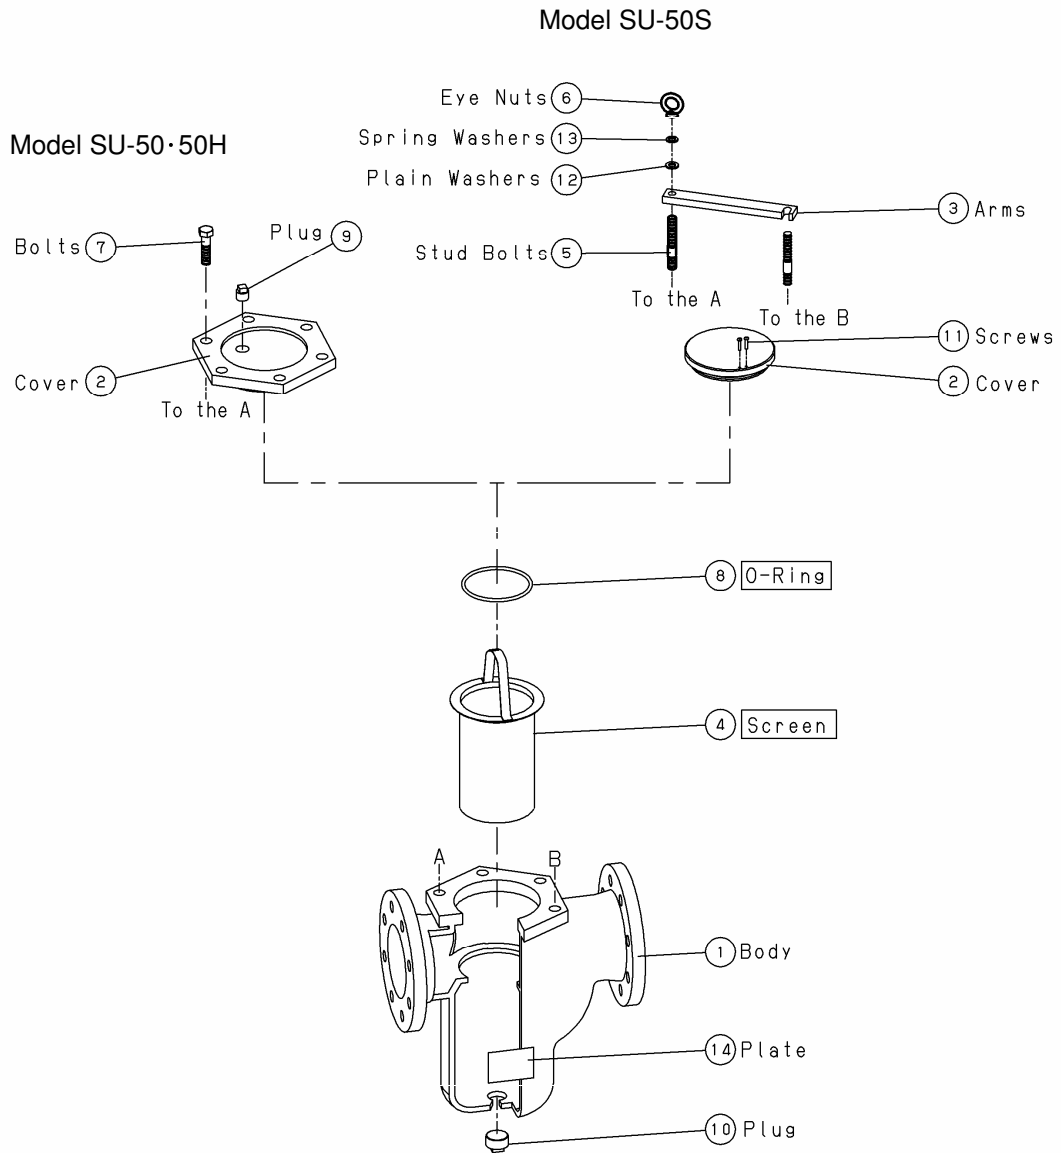 Model SU-50S
Model SU-50·50H
Eye Nuts 6
Spring Washers 13
Plain Washers 12
3 Arms
Stud Bolts 5
To the A
To the B
11 Screws
2 Cover
Bolts 7
Plug 9
Cover 2
To the A
8 O-Ring
4 Screen
A
B
1 Body
14 Plate
10 Plug